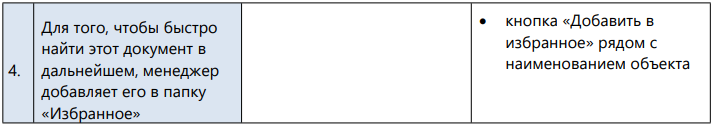 4.
Для того, чтобы быстро
найти этот документ в
дальнейшем, менеджер
добавляет его в папку
«Избранное»
• кнопка «Добавить в
избранное» рядом с
наименованием объекта